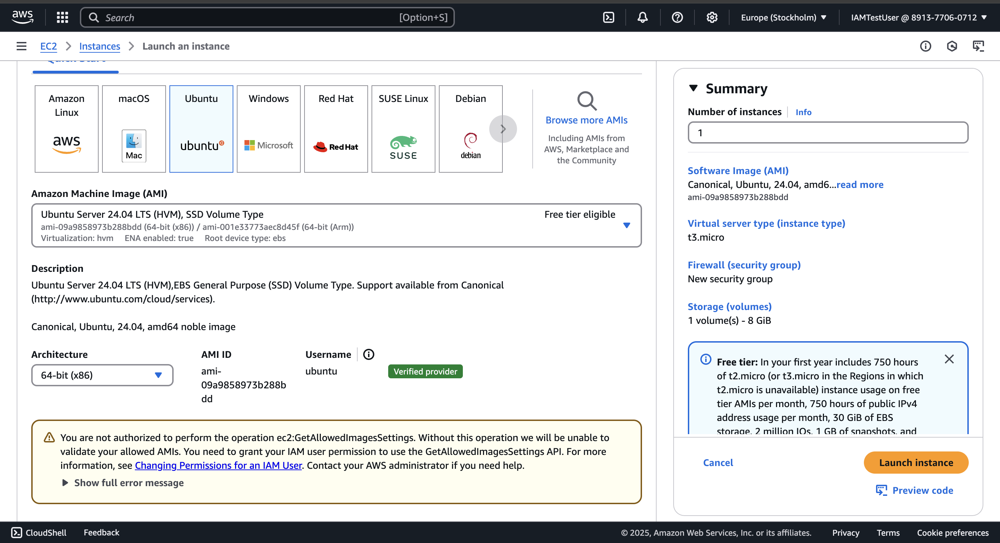 aws
Search
[Option+S]
Europe (Stockholm)
IAMTestUser @ 8913-7706-0712
EC2
Instances
Launch an instance
Quick Start
Amazon
Linux
aws
macOS
Mac
Ubuntu
ubuntu
Windows
Microsoft
Red Hat
Red Hat
SUSE Linux
SUSE
Debian
debian
Browse more AMIs
Including AMIs from
AWS, Marketplace and
the Community
Amazon Machine Image (AMI)
Ubuntu Server 24.04 LTS (HVM), SSD Volume Type
Free tier eligible
ami-09a9858973b288bdd (64-bit (x86)) / ami-001e33773aec8d45f (64-bit (Arm))
Virtualization: hvm ENA enabled: true Root device type: ebs
Description
Ubuntu Server 24.04 LTS (HVM),EBS General Purpose (SSD) Volume Type. Support available from Canonical
(http://www.ubuntu.com/cloud/services).
Canonical, Ubuntu, 24.04, amd64 noble image
Architecture
64-bit (x86)
AMI ID
ami-
09a9858973b288b
dd
Username
ubuntu
Verified provider
You are not authorized to perform the operation ec2:GetAllowedImagesSettings. Without this operation we will be unable to
validate your allowed AMIs. You need to grant your IAM user permission to use the GetAllowedImagesSettings API. For more
information, see Changing Permissions for an IAM User. Contact your AWS administrator if you need help.
Show full error message
Summary
Number of instances
Info
1
Software Image (AMI)
Canonical, Ubuntu, 24.04, amd6...read more
ami-09a9858973b288bdd
Virtual server type (instance type)
t3.micro
Firewall (security group)
New security group
Storage (volumes)
1 volume(s) - 8 GiB
Free tier: In your first year includes 750 hours
of t2.micro (or t3.micro in the Regions in which
t2.micro is unavailable) instance usage on free
tier AMIs per month, 750 hours of public IPv4
address usage per month, 30 GiB of EBS
storage, 2 million IOs, 1 GB of snapshots, and
Cancel
Launch instance
Preview code
CloudShell
Feedback
© 2025, Amazon Web Services, Inc. or its affiliates.
Privacy
Terms
Cookie preferences